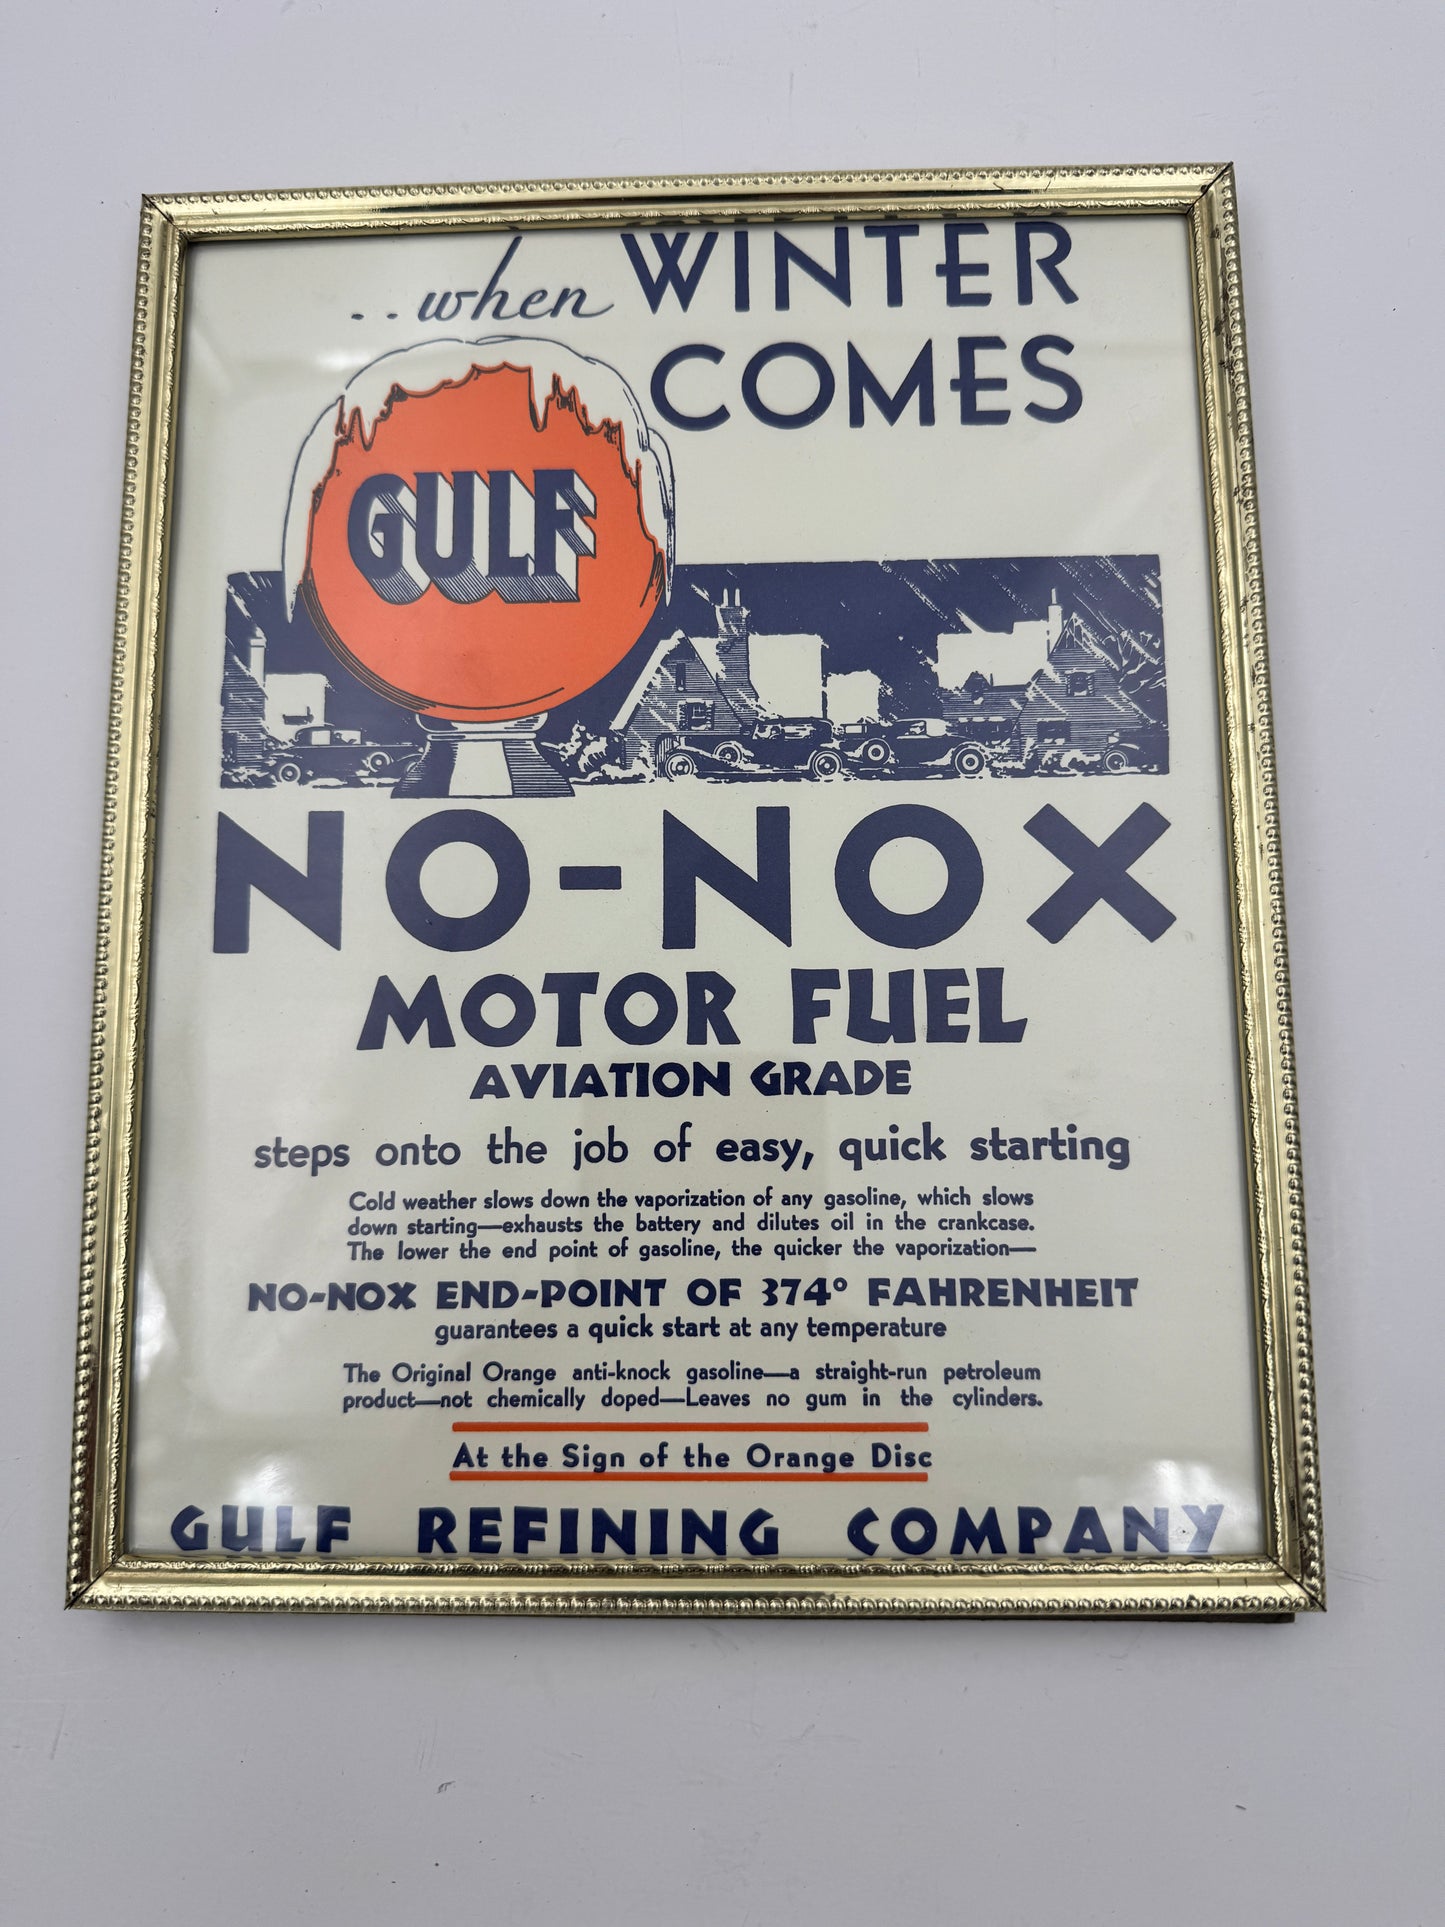 ..when WINTER
COMES
GULF
NO-NOX
MOTOR FUEL
AVIATION GRADE
steps onto the job of easy, quick starting
Cold weather slows down the vaporization of any gasoline, which slows
down starting—exhausts the battery and dilutes oil in the crankcase.
The lower the end point of gasoline, the quicker the vaporization—
NO-NOX END-POINT OF 374° FAHRENHEIT
guarantees a quick start at any temperature
The Original Orange anti-knock gasoline—a straight-run petroleum
product—not chemically doped—Leaves no gum in the cylinders.
At the Sign of the Orange Disc
GULF REFINING COMPANY